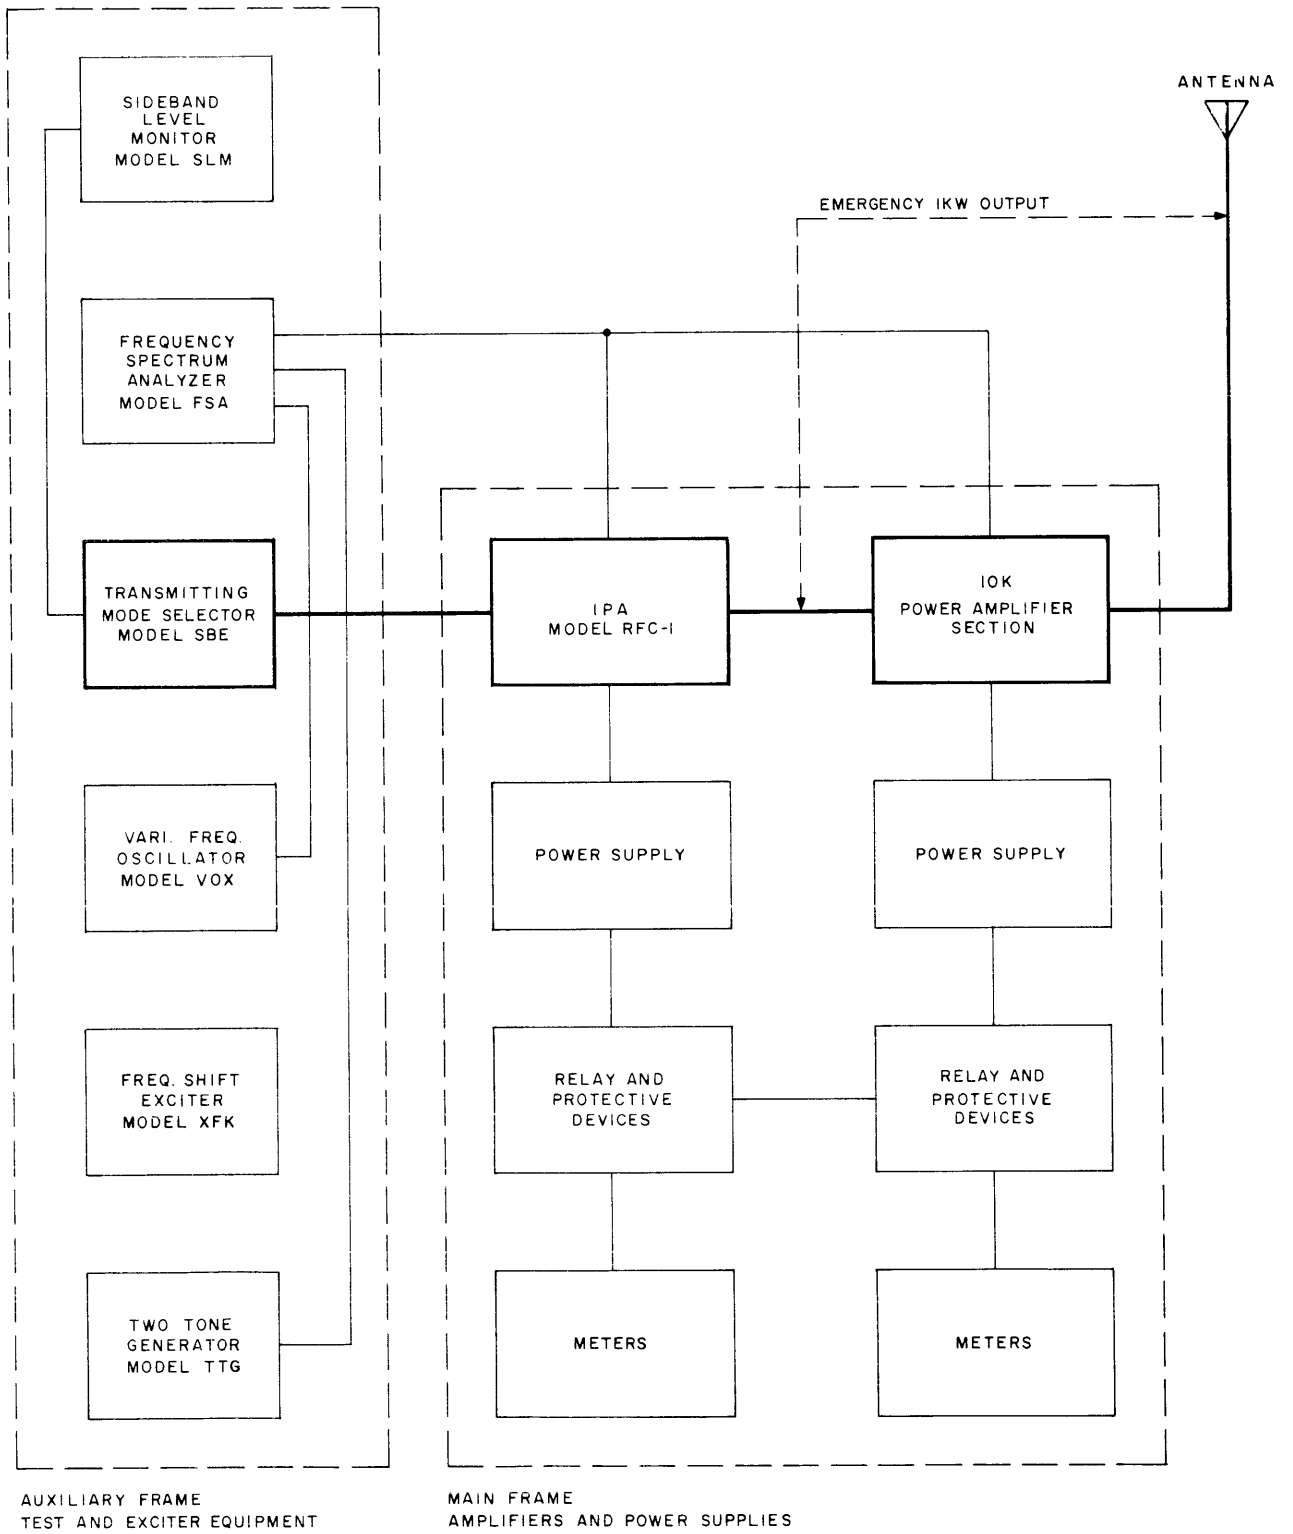 ANTENNA
EMERGENCY 1KW OUTPUT
SIDEBAND
LEVEL
MONITOR
MODEL SLM
FREQUENCY
SPECTRUM
ANALYZER
MODEL FSA
TRANSMITTING
MODE SELECTOR
MODEL SBE
IPA
MODEL RFC-1
10K
POWER AMPLIFIER
SECTION
VARI. FREQ.
OSCILLATOR
MODEL VOX
POWER SUPPLY
POWER SUPPLY
FREQ. SHIFT
EXCITER
MODEL XFK
RELAY AND
PROTECTIVE
DEVICES
RELAY AND
PROTECTIVE
DEVICES
TWO TONE
GENERATOR
MODEL TTG
METERS
METERS
AUXILIARY FRAME
TEST AND EXCITER EQUIPMENT
MAIN FRAME
AMPLIFIERS AND POWER SUPPLIES